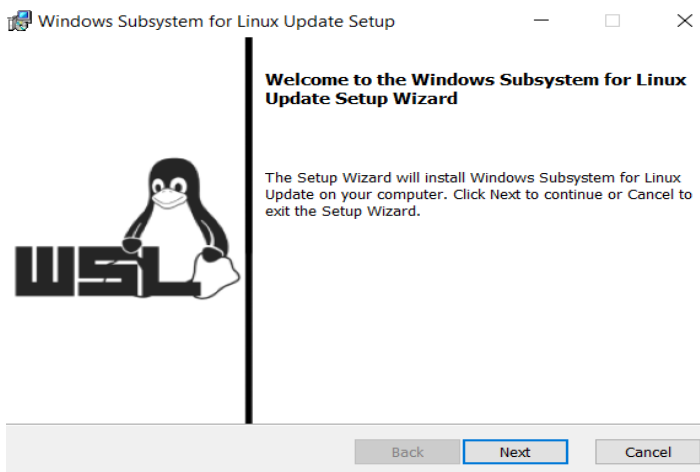 Windows Subsystem for Linux Update Setup
Welcome to the Windows Subsystem for Linux
Update Setup Wizard
The Setup Wizard will install Windows Subsystem for Linux
Update on your computer. Click Next to continue or Cancel to
exit the Setup Wizard.
WSL
Back
Next
Cancel